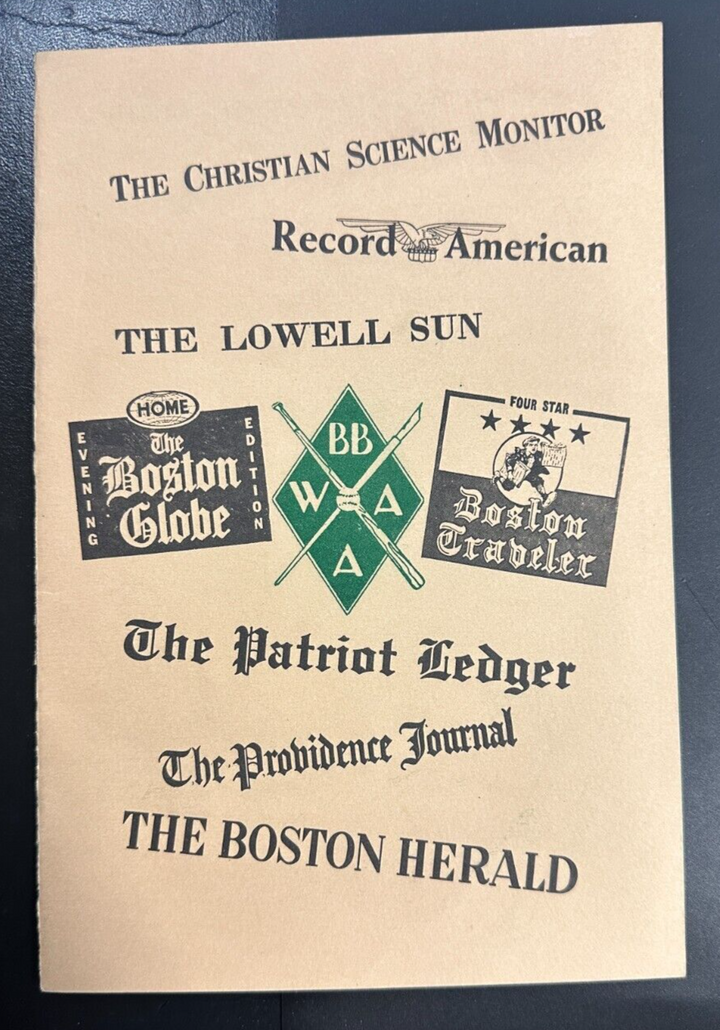 THE CHRISTIAN SCIENCE MONITOR
Record American
THE LOWELL SUN
HOME
EVENING
The
Boston
Globe
EDITION
BB
W A
A
FOUR STAR
Boston
Traveler
The Patriot Ledger
The Providence Journal
THE BOSTON HERALD